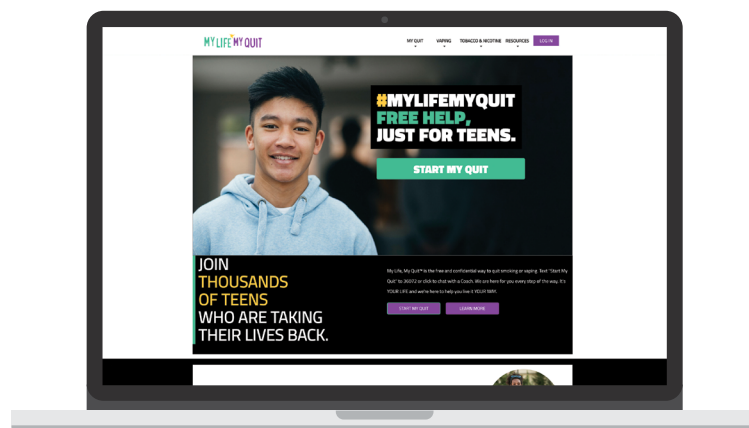 MY LIFE MY QUIT
MY QUIT VAPING TOBACCO & NICOTINE RESOURCES LOG IN
#MYLIFEMYQUIT
FREE HELP,
JUST FOR TEENS.
START MY QUIT
JOIN
THOUSANDS
OF TEENS
WHO ARE TAKING
THEIR LIVES BACK.
My Life, My Quit™ is the free and confidential way to quit smoking or vaping. Text "Start My
Quit" to 36072 or click to chat with a Coach. We are here for you every step of the way. It's
YOUR LIFE and we're here to help you live it YOUR WAY.
START MY QUIT LEARN MORE